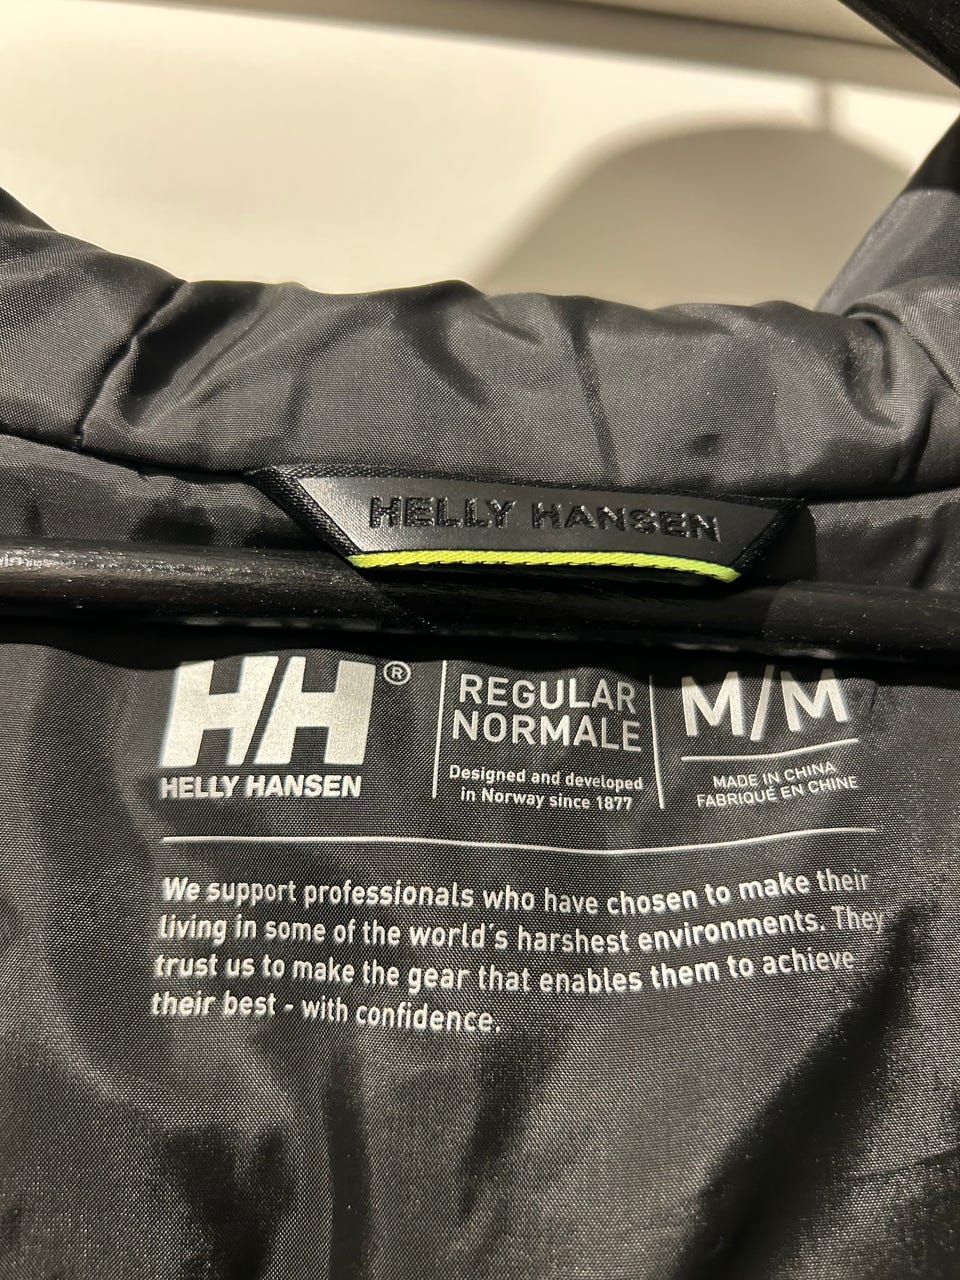 HELLY HANSEN
HH®
HELLY HANSEN
REGULAR
NORMALE
Designed and developed
in Norway since 1877
M/M
MADE IN CHINA
FABRIQUÉ EN CHINE
We support professionals who have chosen to make their
living in some of the world´s harshest environments. They
trust us to make the gear that enables them to achieve
their best - with confidence.